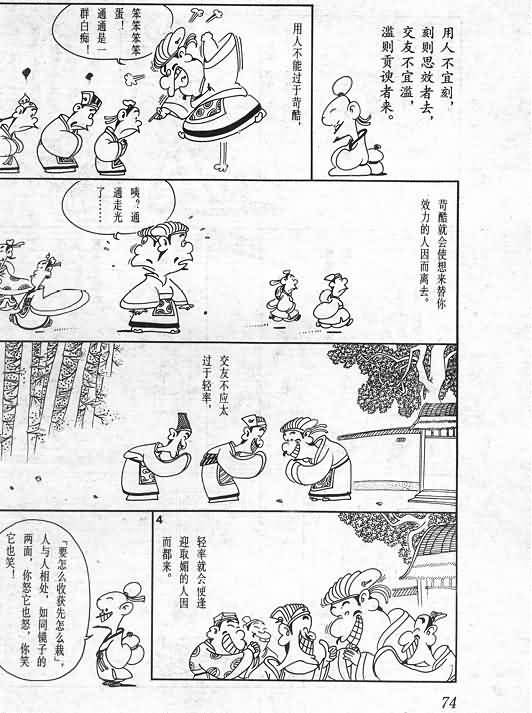 用人不宜刻，
刻则思效者去，
交友不宜滥，
滥则贡谀者来。
用人不能过于苛酷，
笨笨笨笨
蛋！
通通是一
群白痴！
苛酷就会使想来替你
效力的人因而离去。
咦？通
通走光
了……
交友不应太
过于轻率，
4
轻率就会使逢
迎取媚的人因
而都来。
「要怎么收获先怎么栽」，
人与人相处，如同镜子的
两面，你怒它也怒，你笑
它也笑！
74